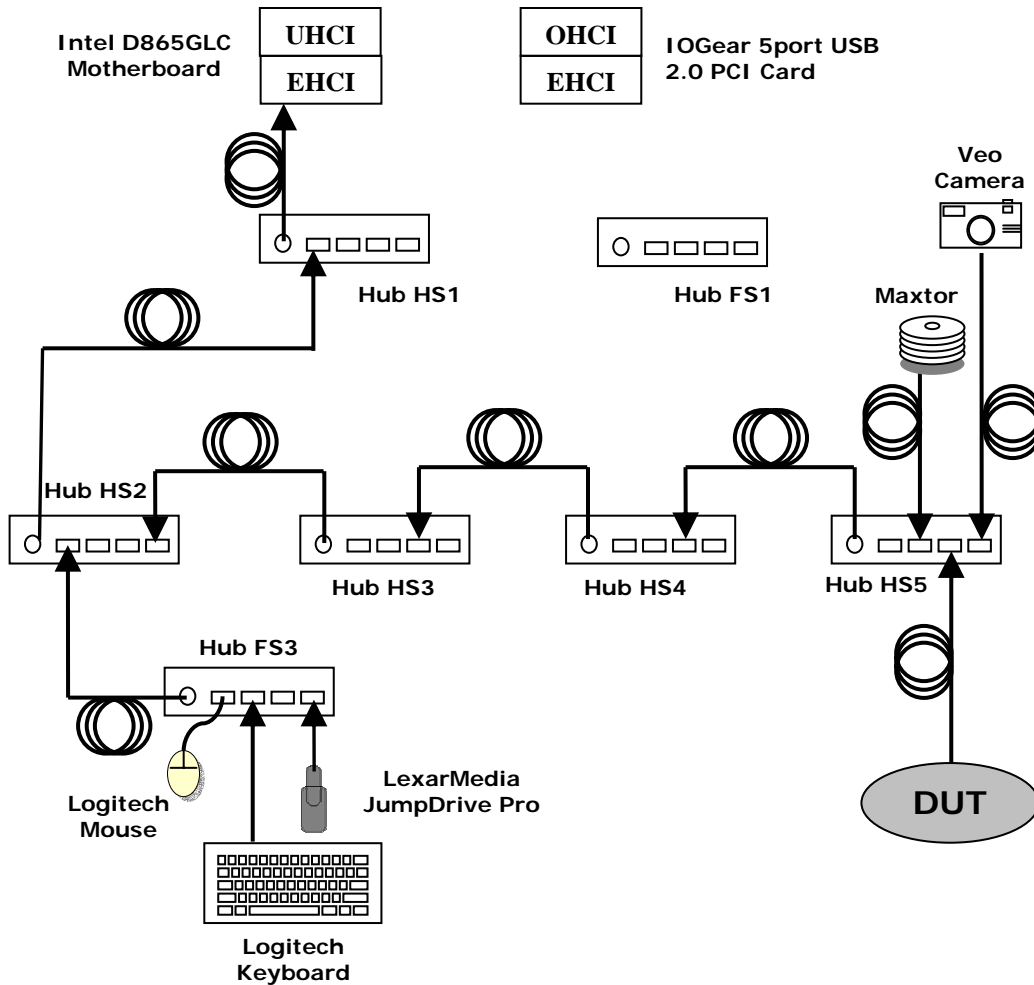 Intel D865GLC
Motherboard
UHCI
EHCI
OHCI
EHCI
IOGear 5port USB
2.0 PCI Card
Veo
Camera
Hub HS1
Hub FS1
Maxtor
Hub HS2
Hub HS3
Hub HS4
Hub HS5
Hub FS3
Logitech
Mouse
LexarMedia
JumpDrive Pro
DUT
Logitech
Keyboard